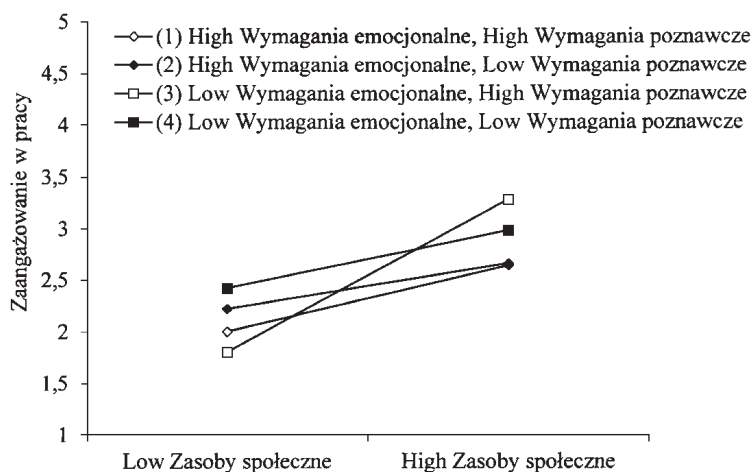 5
4,5
4
3,5
3
2,5
2
1,5
1
Zaangażowanie w pracy
(1) High Wymagania emocjonalne, High Wymagania poznawcze
(2) High Wymagania emocjonalne, Low Wymagania poznawcze
(3) Low Wymagania emocjonalne, High Wymagania poznawcze
(4) Low Wymagania emocjonalne, Low Wymagania poznawcze
Low Zasoby społeczne
High Zasoby społeczne